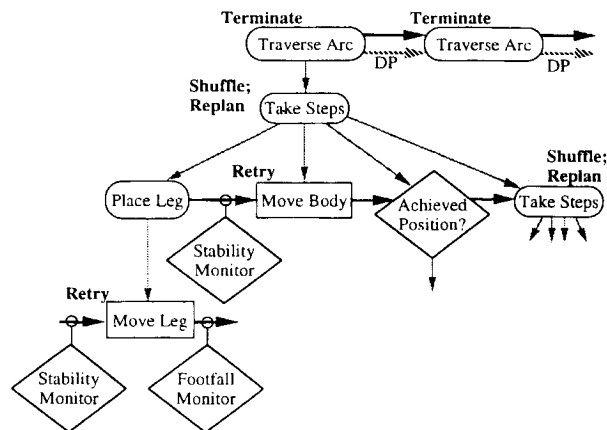 Terminate
Terminate
Traverse Arc
Traverse Arc
DP
DP
Shuffle;
Replan
Take Steps
Retry
Shuffle;
Replan
Place Leg
Move Body
Achieved
Position?
Take Steps
Stability
Monitor
Retry
Move Leg
Stability
Monitor
Footfall
Monitor